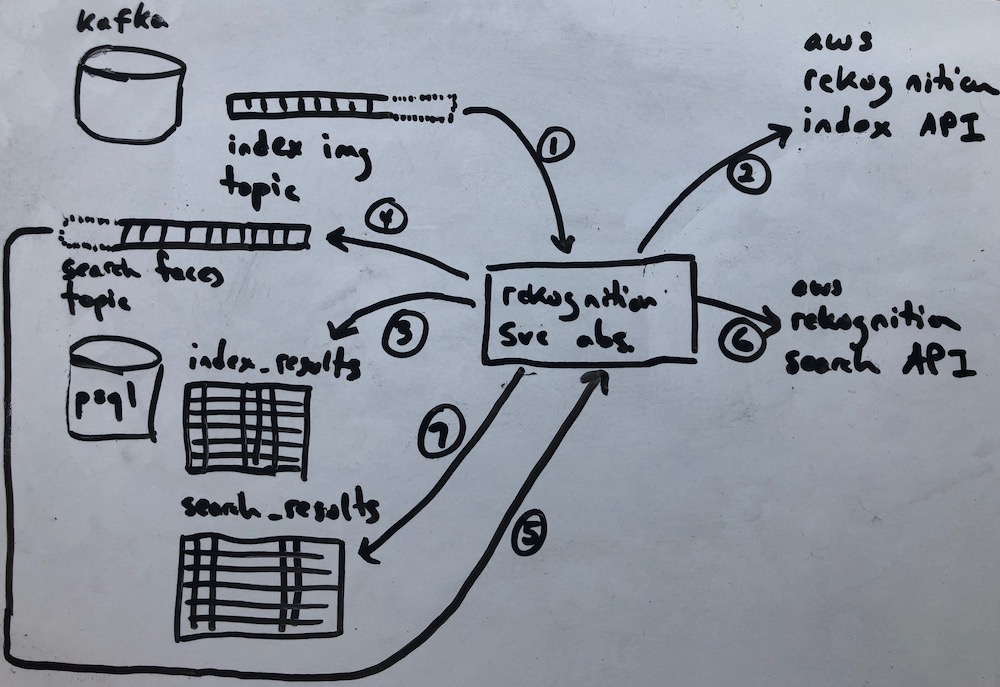 kafka
aws
rekognition
index API
index img
topic
1
2
4
search faces
topic
rekognition
svc abs.
aws
rekognition
search API
3
6
psql
index_results
7
search_results
5